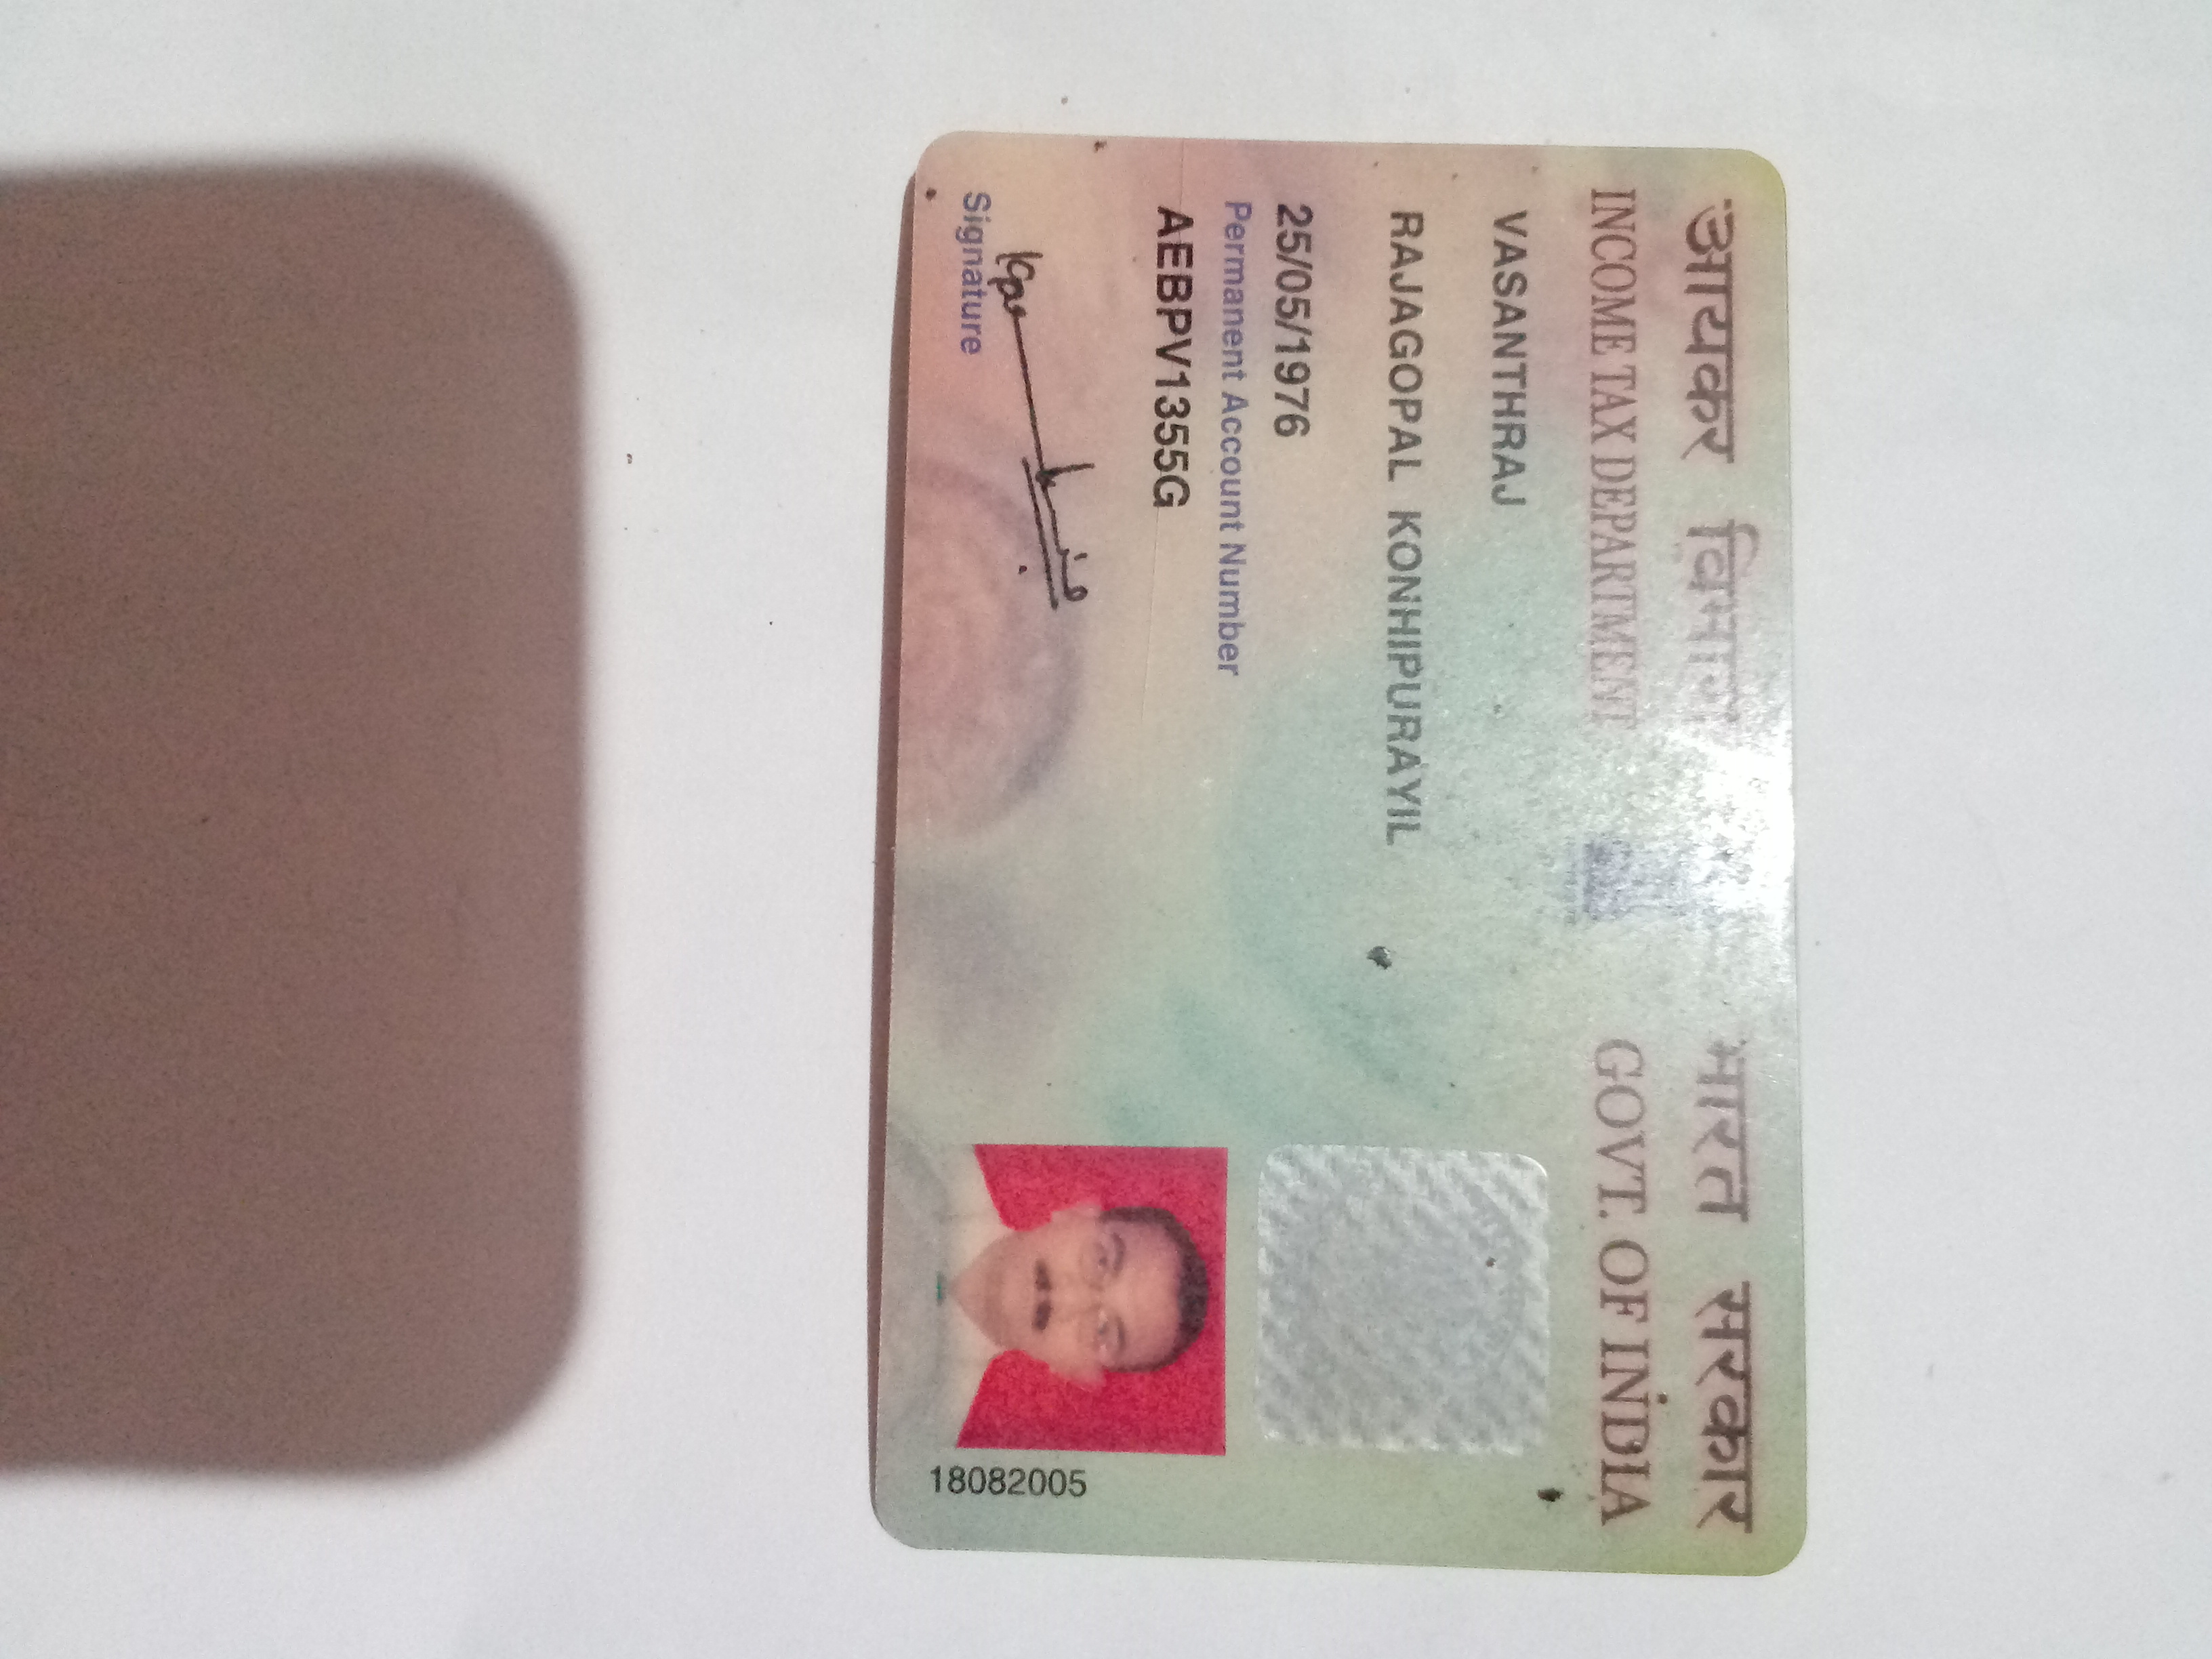 आयकर विभाग भारत सरकार
INCOME TAX DEPARTMENT GOVT. OF INDIA
VASANTHRAJ
RAJAGOPAL KONHIPURAYIL
25/05/1976
Permanent Account Number
AEBPV1355G
Signature
18082005